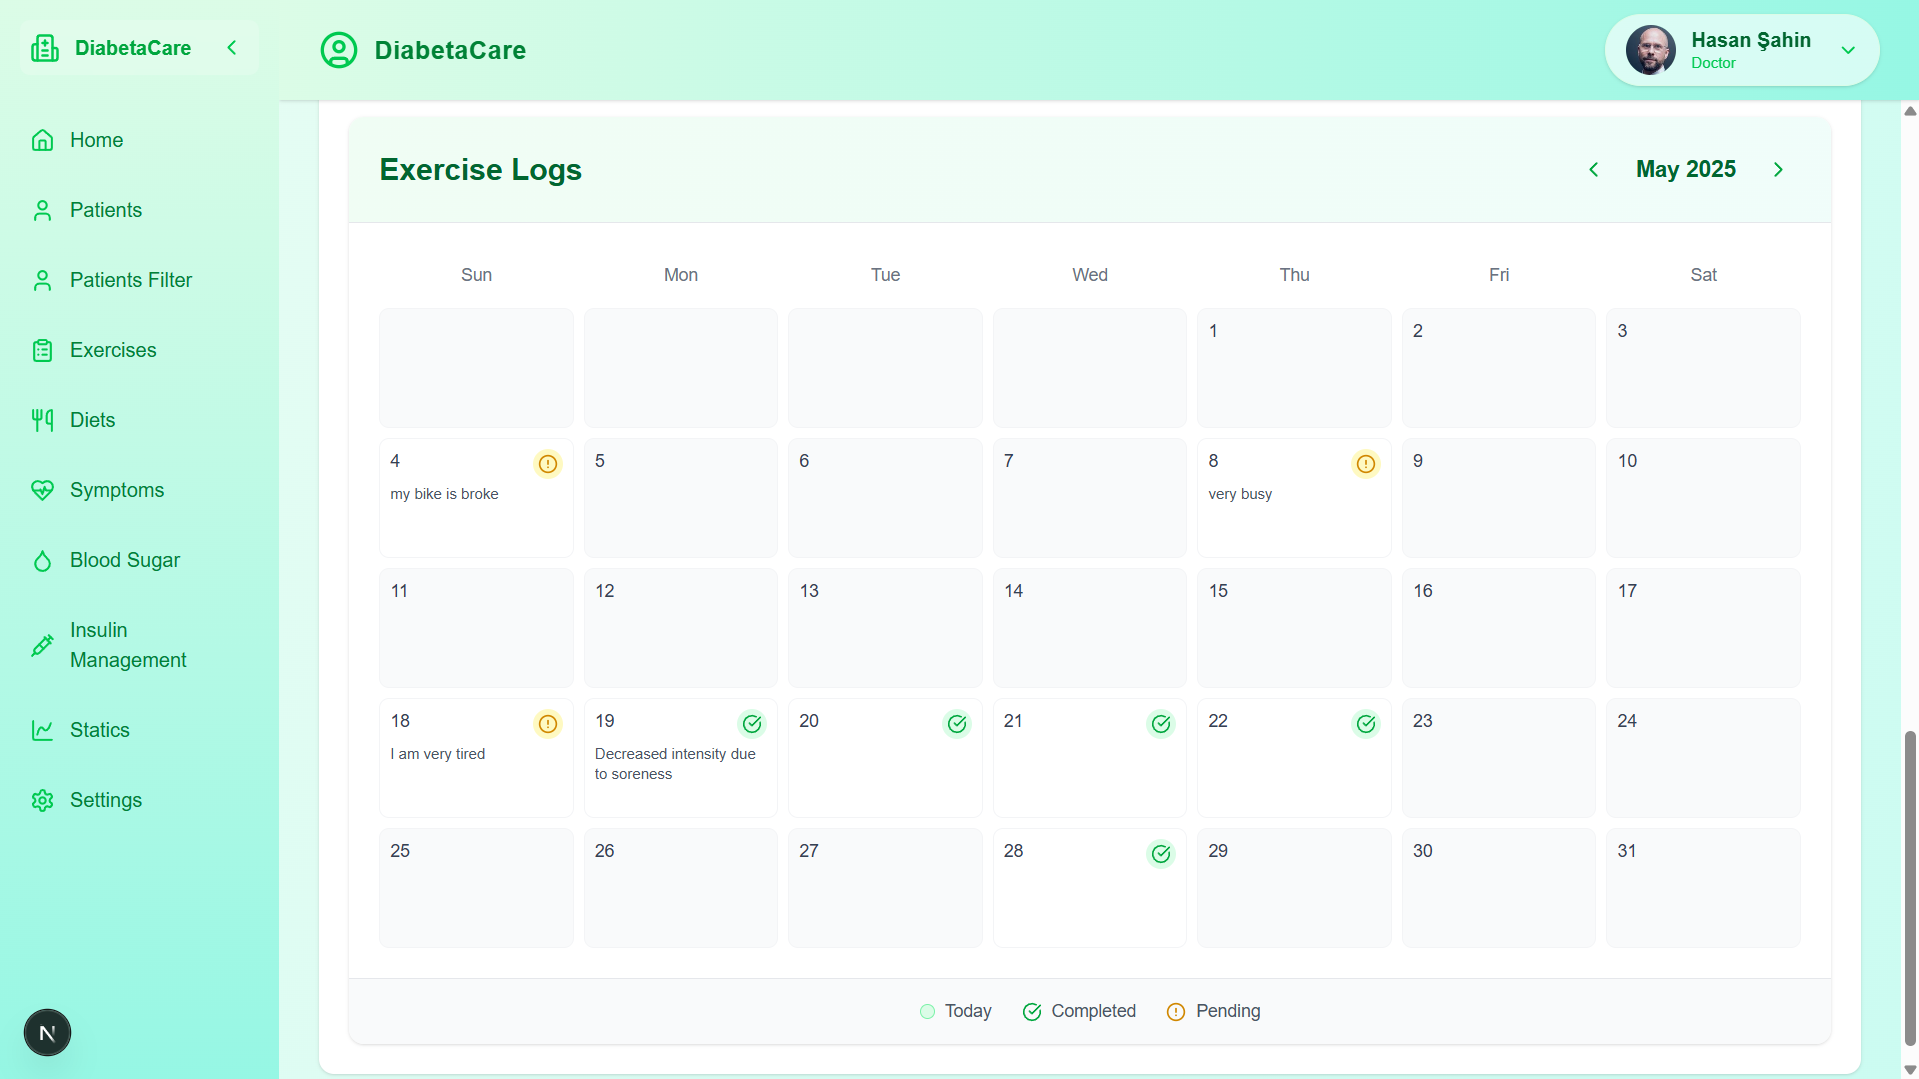 DiabetaCare
Home
Patients
Patients Filter
Exercises
Diets
Symptoms
Blood Sugar
Insulin
Management
Statics
Settings
N
DiabetaCare
Hasan Şahin
Doctor
Exercise Logs
May 2025
Sun Mon Tue Wed Thu Fri Sat
1 2 3
4 5 6 7 8 9 10
my bike is broke very busy
11 12 13 14 15 16 17
18 19 20 21 22 23 24
I am very tired Decreased intensity due
to soreness
25 26 27 28 29 30 31
Today Completed Pending